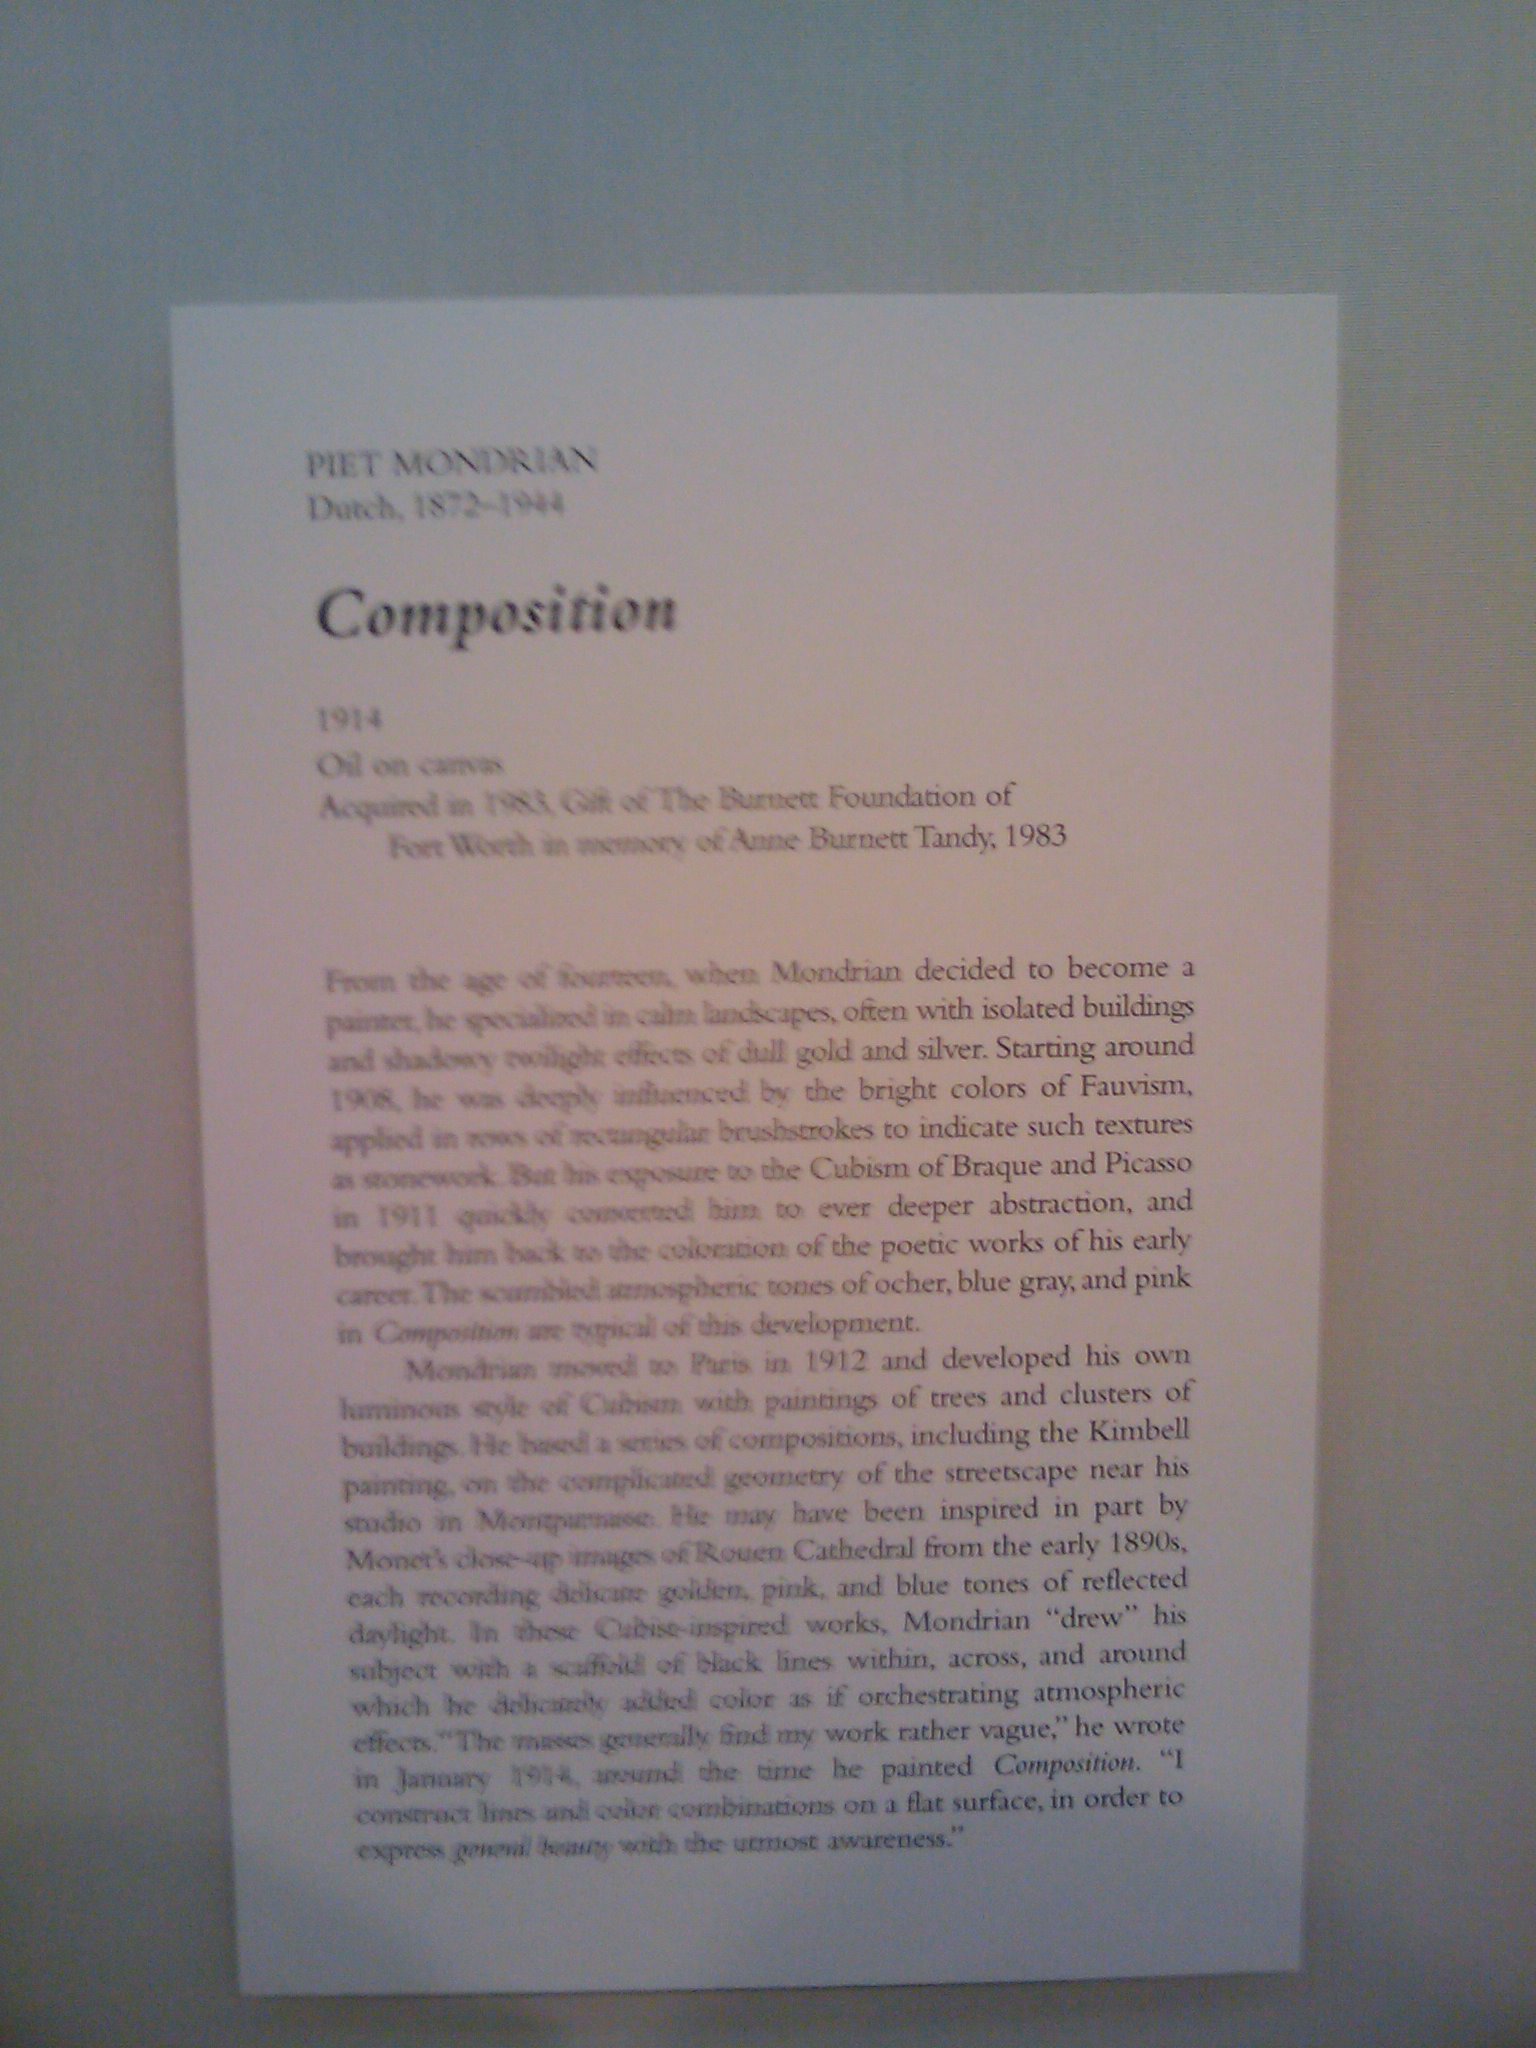 PIET MONDRIAN
Dutch, 1872–1944
Composition
1914
Oil on canvas
Acquired in 1983, Gift of The Burnett Foundation of
Fort Worth in memory of Anne Burnett Tandy, 1983
From the age of fourteen, when Mondrian decided to become a
painter, he specialized in calm landscapes, often with isolated buildings
and shadowy twilight effects of dull gold and silver. Starting around
1908, he was deeply influenced by the bright colors of Fauvism,
applied in rows of rectangular brushstrokes to indicate such textures
as stonework. But his exposure to the Cubism of Braque and Picasso
in 1911 quickly converted him to ever deeper abstraction, and
brought him back to the coloration of the poetic works of his early
career. The scumbled atmospheric tones of ocher, blue gray, and pink
in Composition are typical of this development.
Mondrian moved to Paris in 1912 and developed his own
luminous style of Cubism with paintings of trees and clusters of
buildings. He based a series of compositions, including the Kimbell
painting, on the complicated geometry of the streetscape near his
studio in Montparnasse. He may have been inspired in part by
Monet's close-up images of Rouen Cathedral from the early 1890s,
each recording delicate golden, pink, and blue tones of reflected
daylight. In these Cubist-inspired works, Mondrian “drew” his
subject with a scaffold of black lines within, across, and around
which he delicately added color as if orchestrating atmospheric
effects. “The masses generally find my work rather vague,” he wrote
in January 1914, around the time he painted Composition. “I
construct lines and color combinations on a flat surface, in order to
express general beauty with the utmost awareness.”